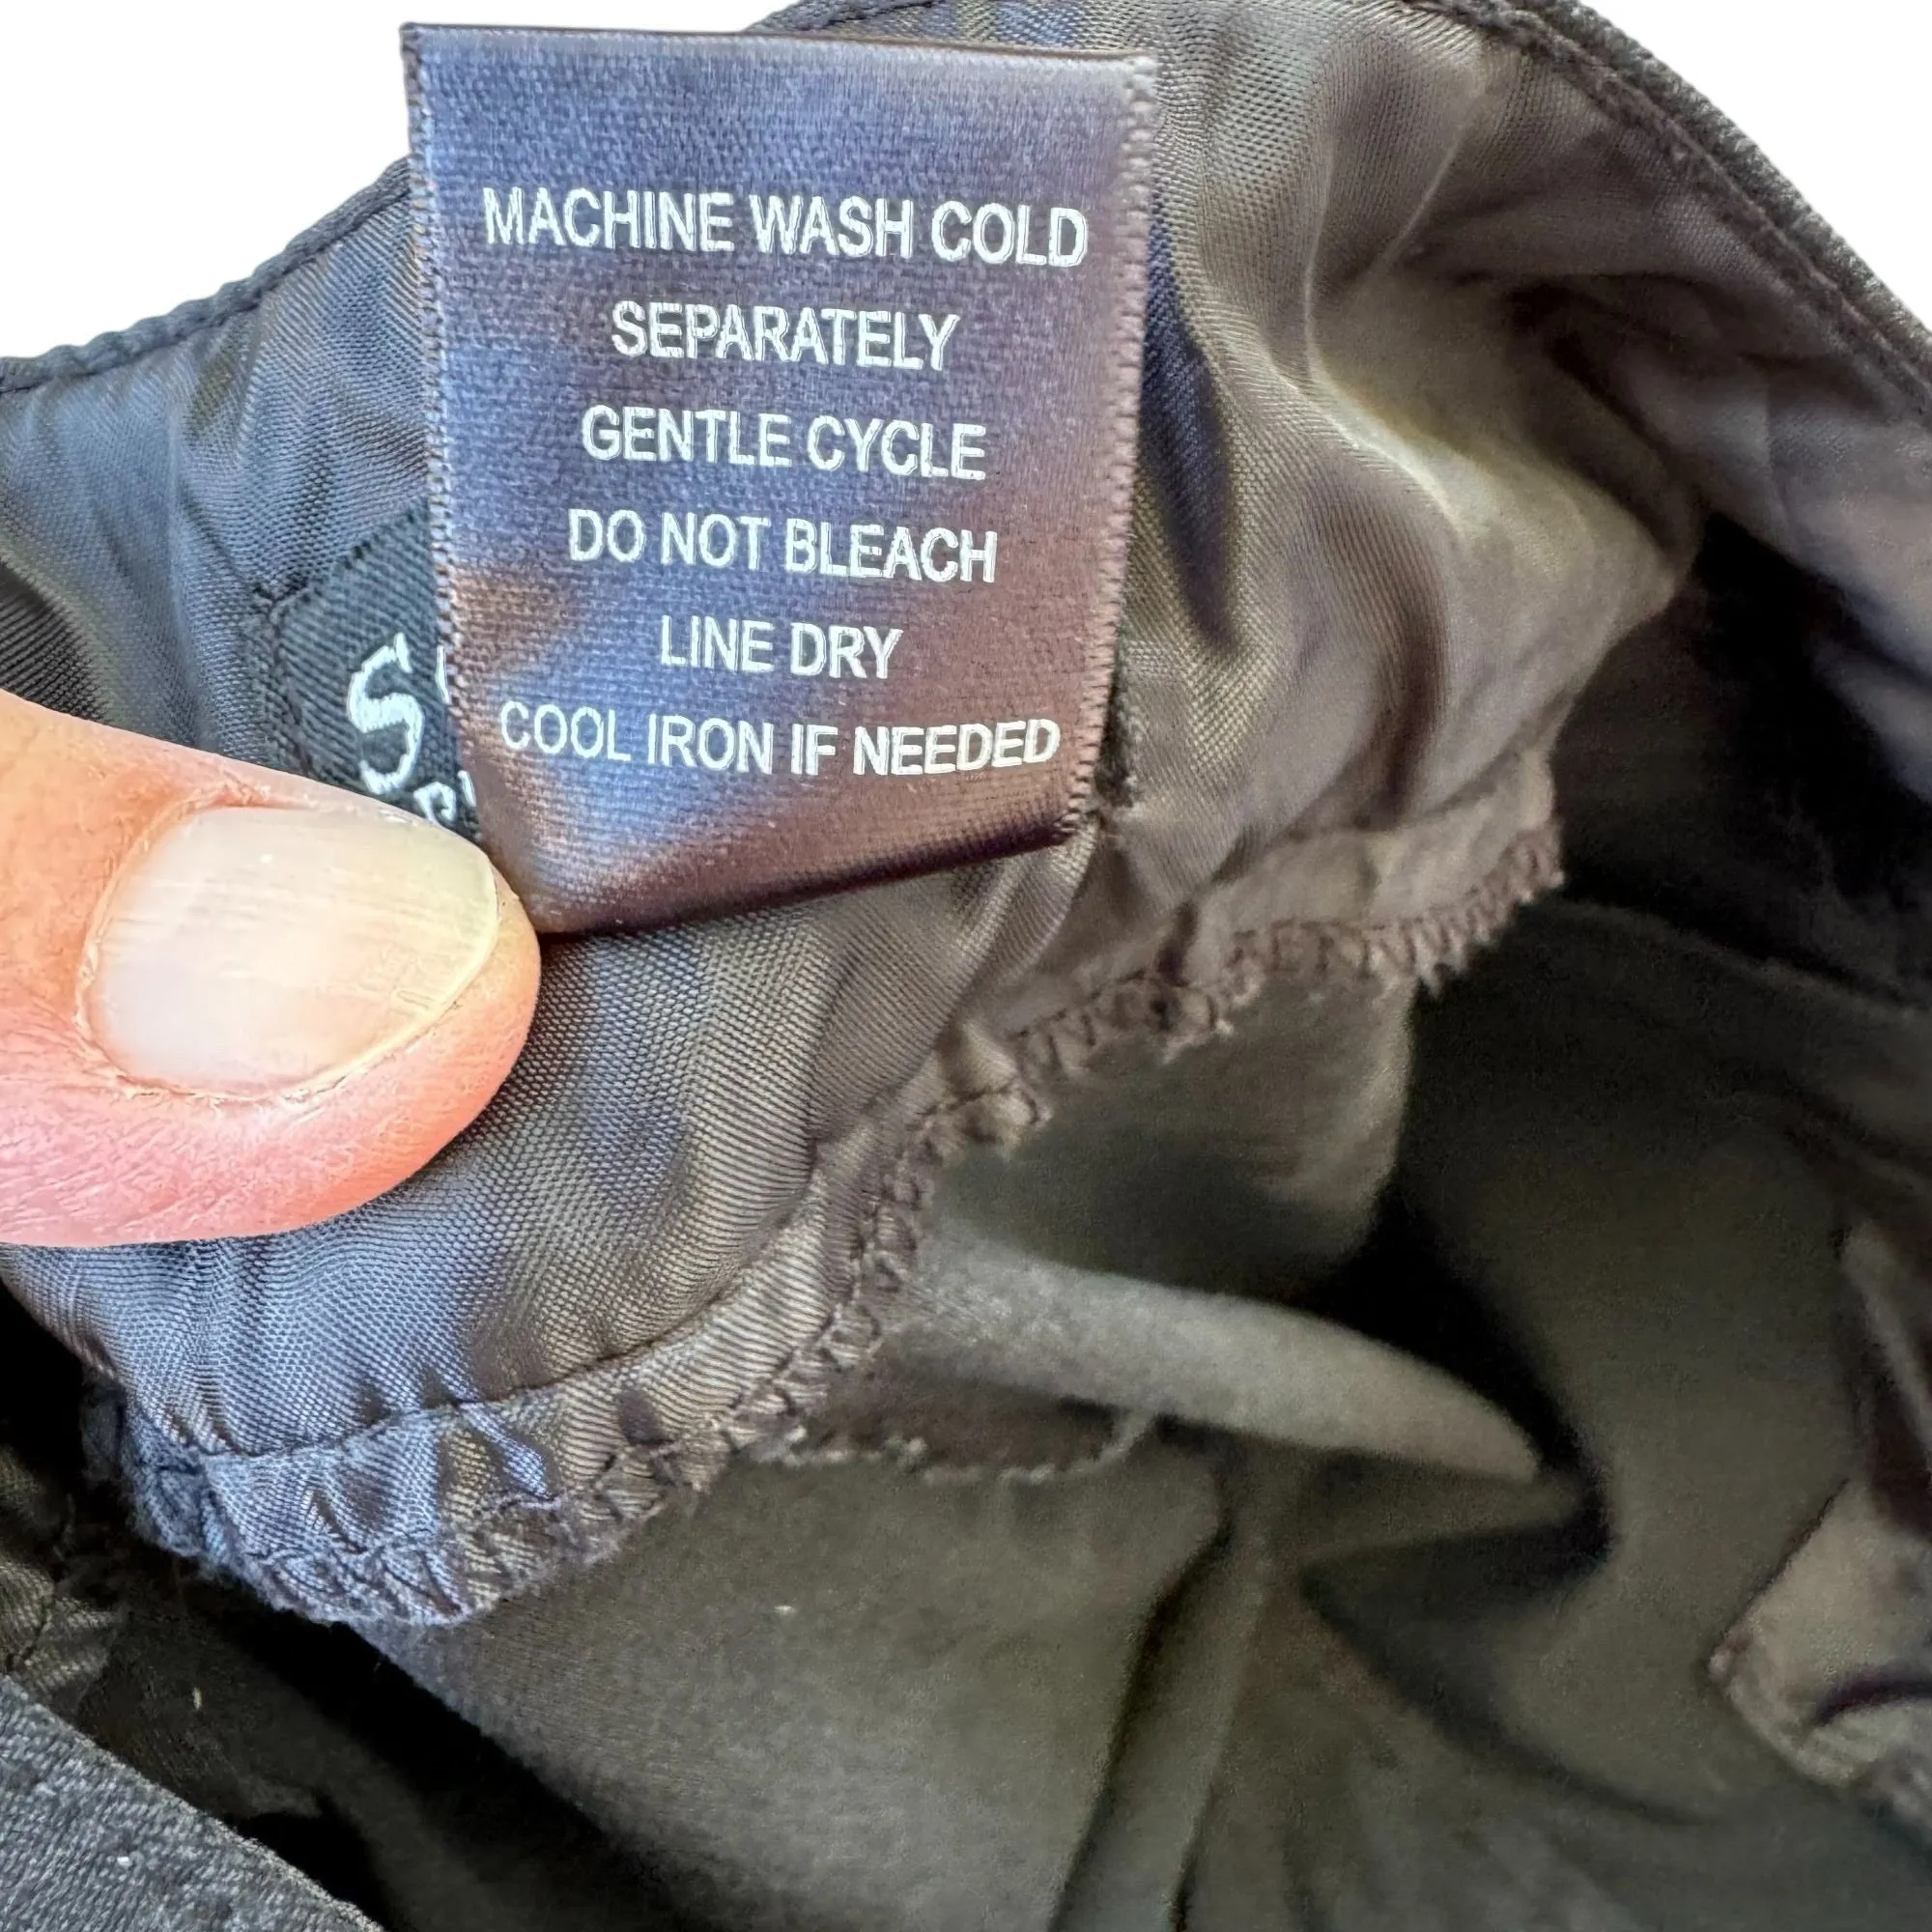 MACHINE WASH COLD
SEPARATELY
GENTLE CYCLE
DO NOT BLEACH
LINE DRY
COOL IRON IF NEEDED